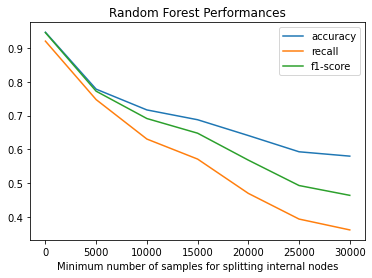 Random Forest Performances
accuracy
recall
f1-score
0.9
0.8
0.7
0.6
0.5
0.4
0 5000 10000 15000 20000 25000 30000
Minimum number of samples for splitting internal nodes